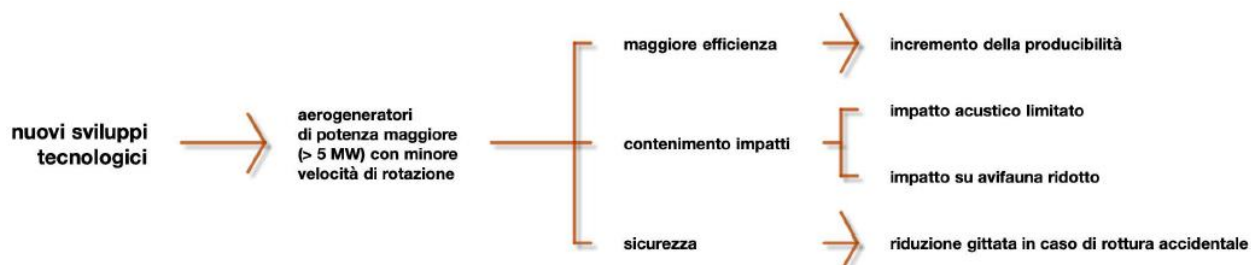 nuovi sviluppi
tecnologici
aerogeneratori
di potenza maggiore
(> 5 MW) con minore
velocità di rotazione
maggiore efficienza
incremento della producibilità
contenimento impatti
impatto acustico limitato
impatto su avifauna ridotto
sicurezza
riduzione gittata in caso di rottura accidentale